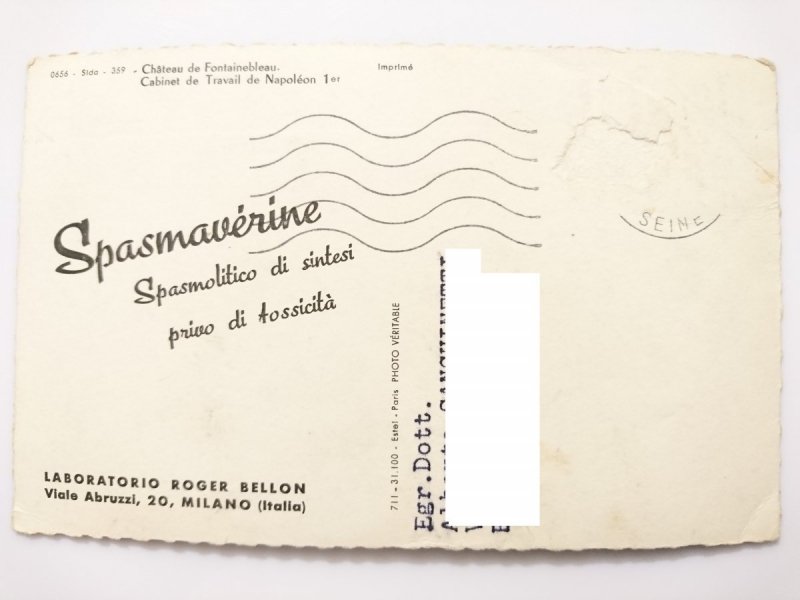 0656 - Sida - 359 - Château de Fontainebleau.
Cabinet de Travail de Napoléon 1er
Imprimé
SEINE
Spasmavérine
Spasmolitico di sintesi
privo di tossicità
LABORATORIO ROGER BELLON
Viale Abruzzi, 20, MILANO (Italia)
711-31.100 - Estel - Paris PHOTO VÉRITABLE
Egr.Dott.